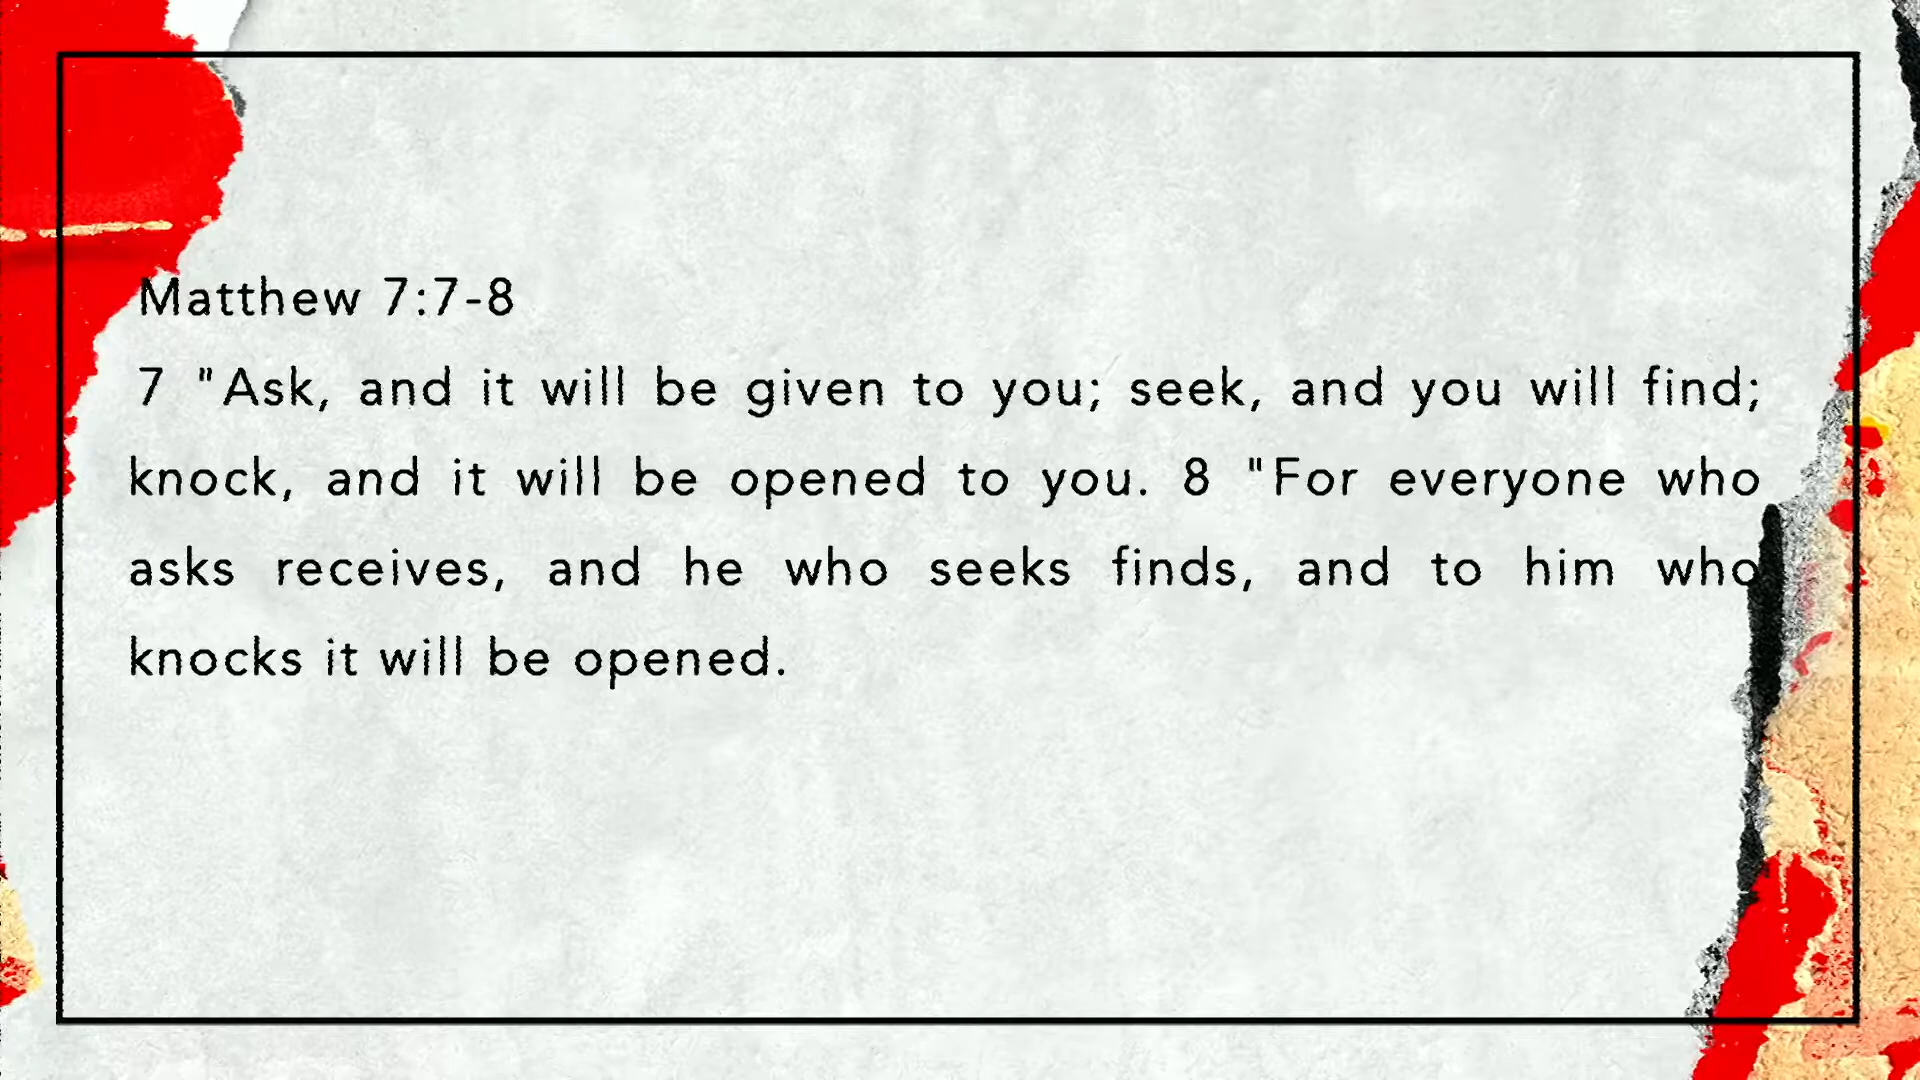 Matthew 7:7-8
7 "Ask, and it will be given to you; seek, and you will find;
knock, and it will be opened to you. 8 "For everyone who
asks receives, and he who seeks finds, and to him who
knocks it will be opened.